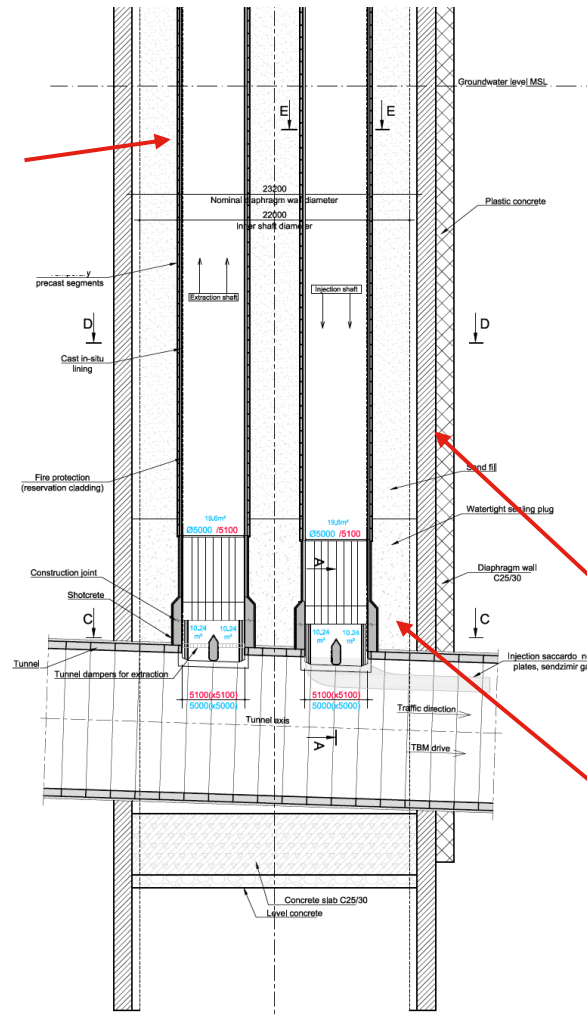 Groundwater level MSL
E
E
23200
Nominal diaphragm wall diameter
Plastic concrete
22000
Inner shaft diameter
precast segments
Extraction shaft
Injection shaft
D
D
Cast in-situ
lining
Sand fill
Fire protection
(reservation cladding)
Watertight sealing plug
19,6m²
Ø5000 /5100
19,6m²
Ø5000 /5100
A
Construction joint
Diaphragm wall
C25/30
Shotcrete
C
C
10,24
m²
10,24
m²
10,24
m²
10,24
m²
Tunnel
Tunnel dampers for extraction
Injection saccardo
plates, sendzimir
5100(x5100)
5000(x5000)
5100(x5100)
5000(x5000)
Traffic direction
Tunnel axis
A
TBM drive
Concrete slab C25/30
Level concrete